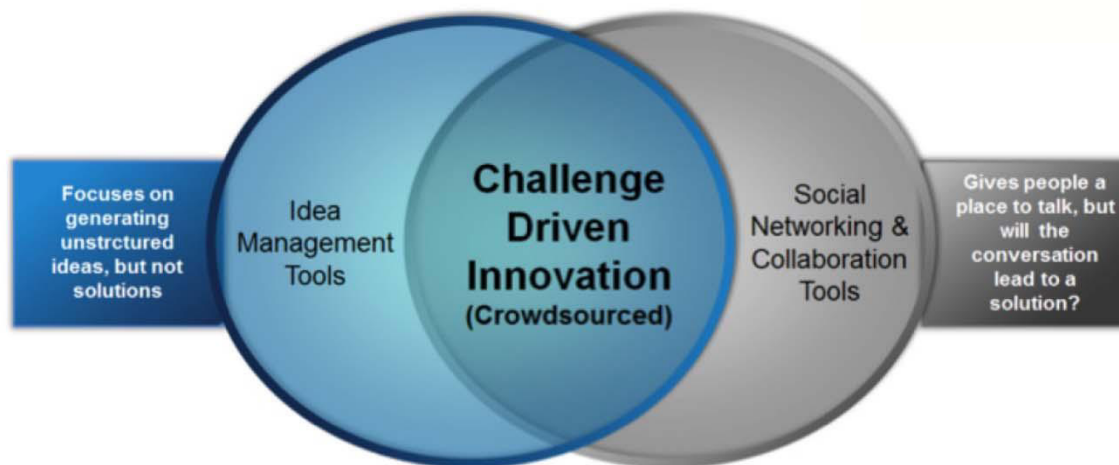 Focuses on
generating
unstrctured
ideas, but not
solutions
Idea
Management
Tools
Challenge
Driven
Innovation
(Crowdsourced)
Social
Networking &
Collaboration
Tools
Gives people a
place to talk, but
will the
conversation
lead to a
solution?